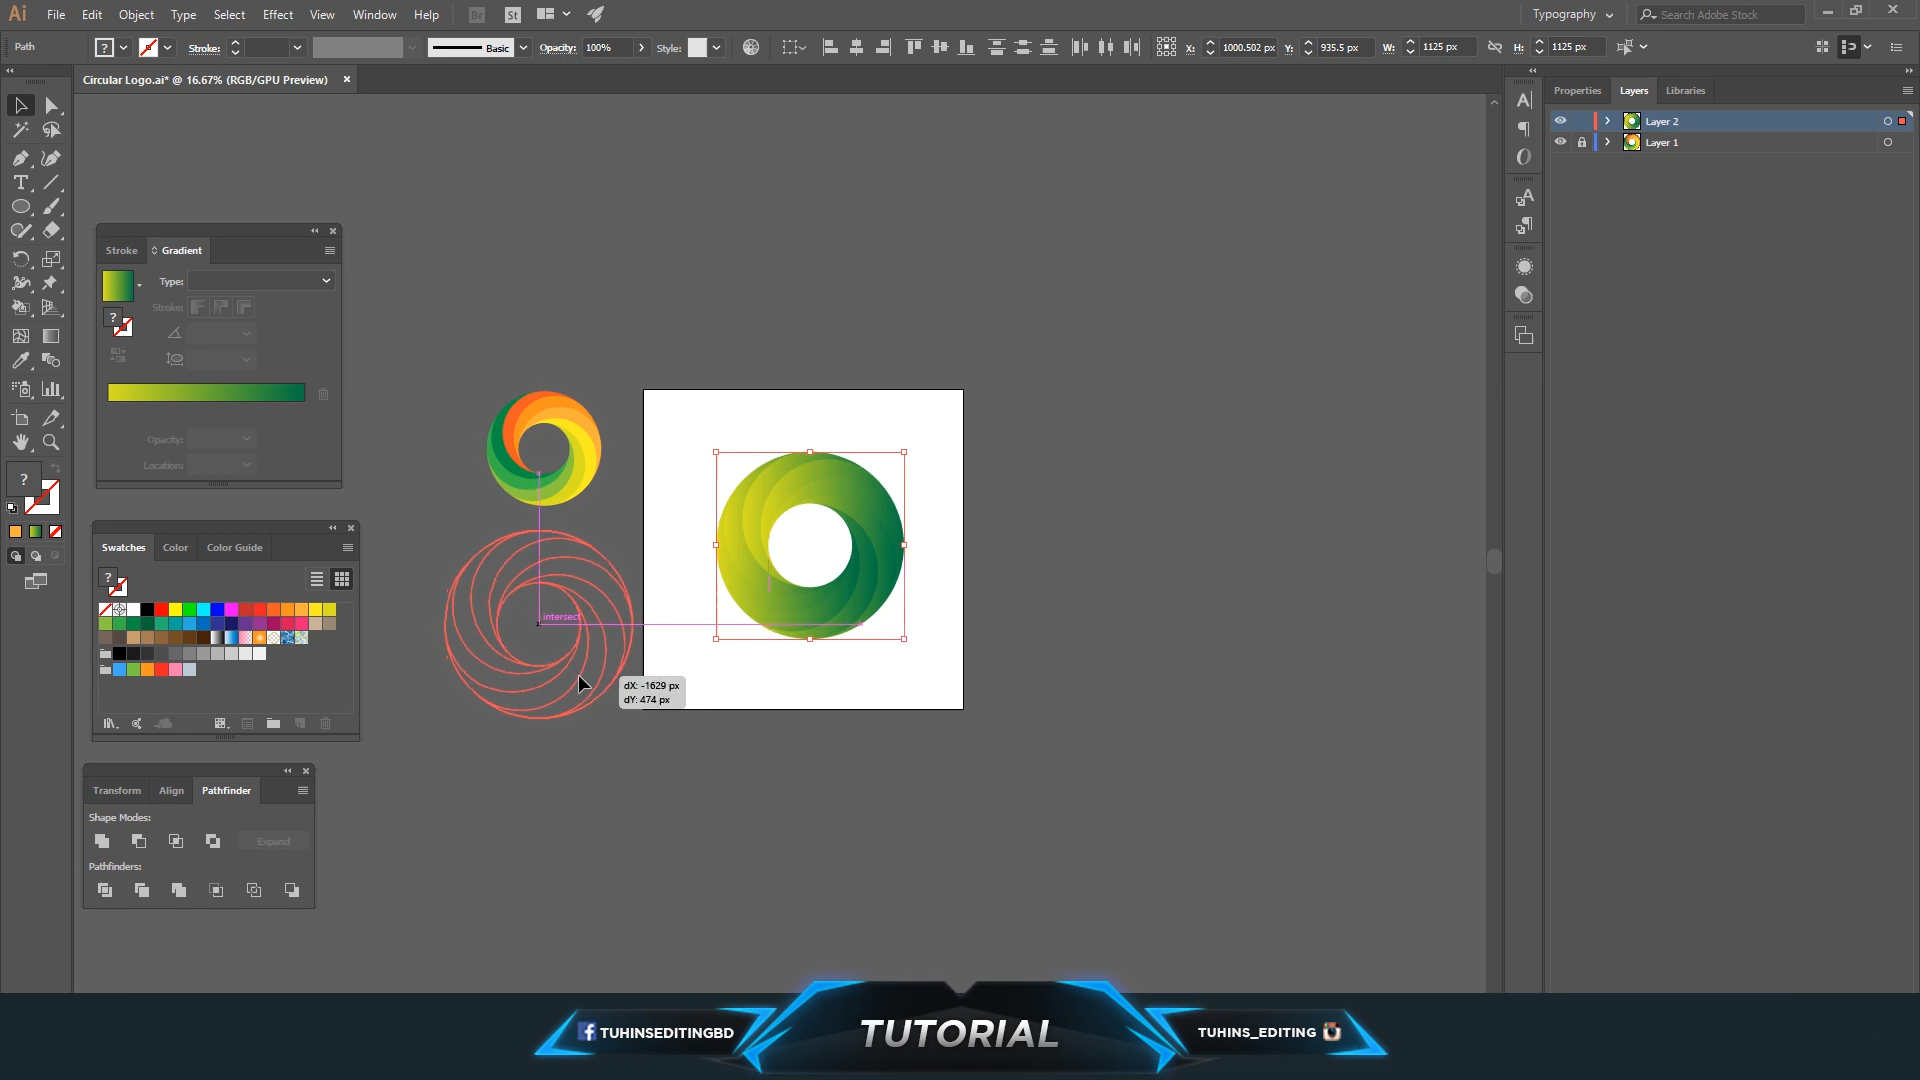 Ai File Edit Object Type Select Effect View Window Help Br St Typography Search Adobe Stock
Path ? Stroke: Basic Opacity: 100% Style: X: 1000.502 px Y: 935.5 px W: 1125 px H: 1125 px
Circular Logo.ai* @ 16.67% (RGB/GPU Preview)
Properties Layers Libraries
Layer 2
Layer 1
Stroke Gradient
Type:
Stroke:
?
Opacity:
Location:
?
Swatches Color Color Guide
?
intersect
dX: -1629 px
dY: 474 px
Transform Align Pathfinder
Shape Modes:
Expand
Pathfinders:
TUHINSEDITINGBD
TUTORIAL
TUHINS_EDITING